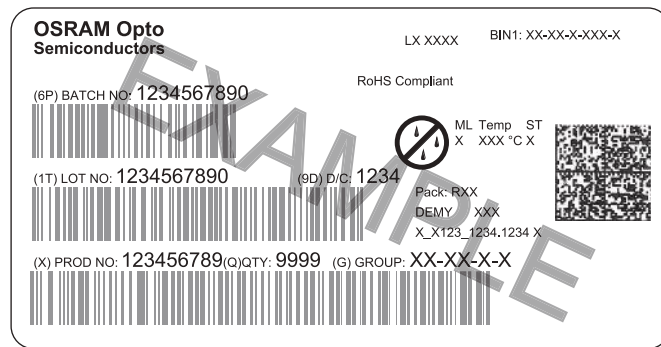 OSRAM Opto
Semiconductors
LX XXXX
BIN1: XX-XX-X-XXX-X
RoHS Compliant
(6P) BATCH NO: 1234567890
ML Temp ST
X XXX °C X
(1T) LOT NO: 1234567890
(9D) D/C: 1234
Pack: RXX
DEMY XXX
X_X123_1234.1234 X
(X) PROD NO: 123456789(Q)QTY: 9999 (G) GROUP: XX-XX-X-X
EXAMPLE